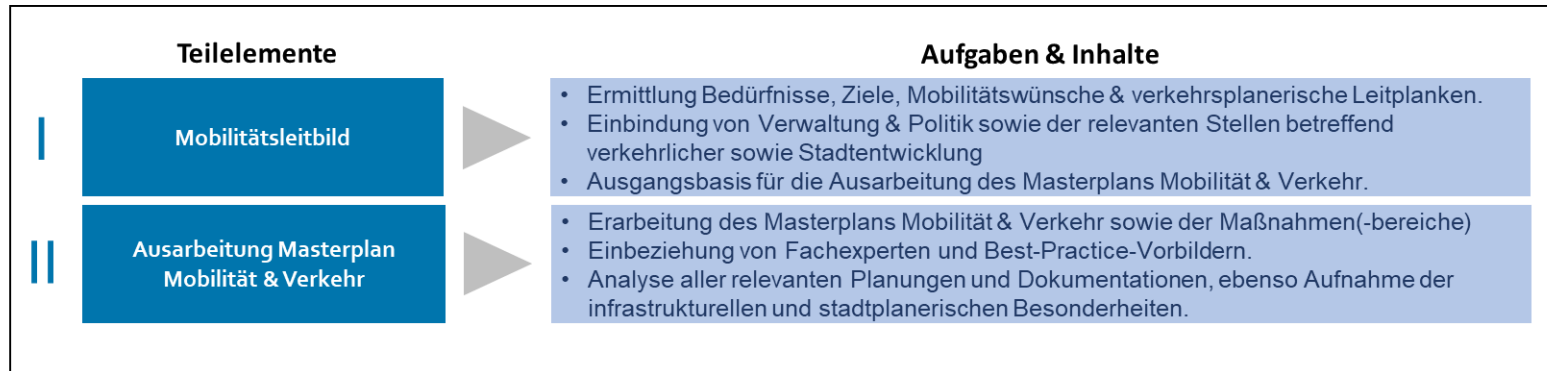 Teilelemente
Aufgaben & Inhalte
I
Mobilitätsleitbild
• Ermittlung Bedürfnisse, Ziele, Mobilitätswünsche & verkehrsplanerische Leitplanken.
• Einbindung von Verwaltung & Politik sowie der relevanten Stellen betreffend
verkehrlicher sowie Stadtentwicklung
• Ausgangsbasis für die Ausarbeitung des Masterplans Mobilität & Verkehr.
II
Ausarbeitung Masterplan
Mobilität & Verkehr
• Erarbeitung des Masterplans Mobilität & Verkehr sowie der Maßnahmen(-bereiche)
• Einbeziehung von Fachexperten und Best-Practice-Vorbildern.
• Analyse aller relevanten Planungen und Dokumentationen, ebenso Aufnahme der
infrastrukturellen und stadtplanerischen Besonderheiten.